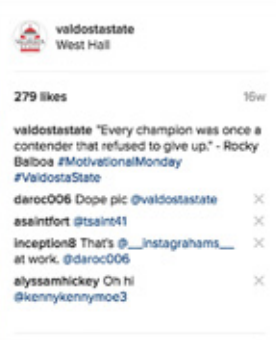 valdostastate
West Hall
279 likes 16w
valdostastate "Every champion was once a
contender that refused to give up." - Rocky
Balboa #MotivationalMonday
#ValdostaState
daroc006 Dope pic @valdostastate
asaintfort @tsaint41
inception8 That's @__instagrahams__
at work. @daroc006
alyssamhickey Oh hi
@kennykennymoe3